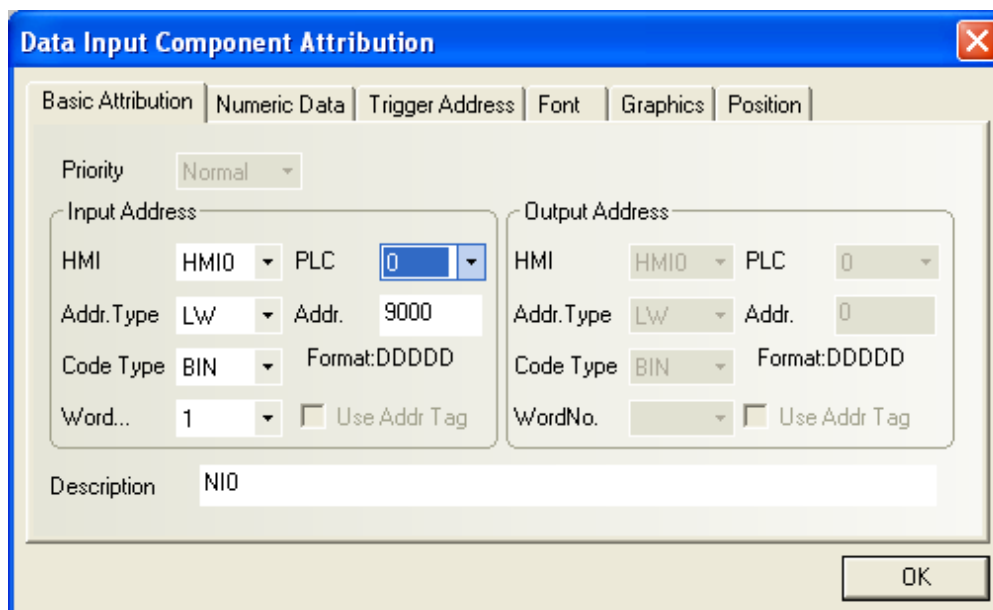 Data Input Component Attribution
Basic Attribution Numeric Data Trigger Address Font Graphics Position
Priority Normal
Input Address
HMI HMI0 PLC 0
Addr.Type LW Addr. 9000
Code Type BIN Format:DDDDD
Word... 1 Use Addr Tag
Output Address
HMI HMI0 PLC 0
Addr.Type LW Addr. 0
Code Type BIN Format:DDDDD
WordNo. Use Addr Tag
Description NI0
OK